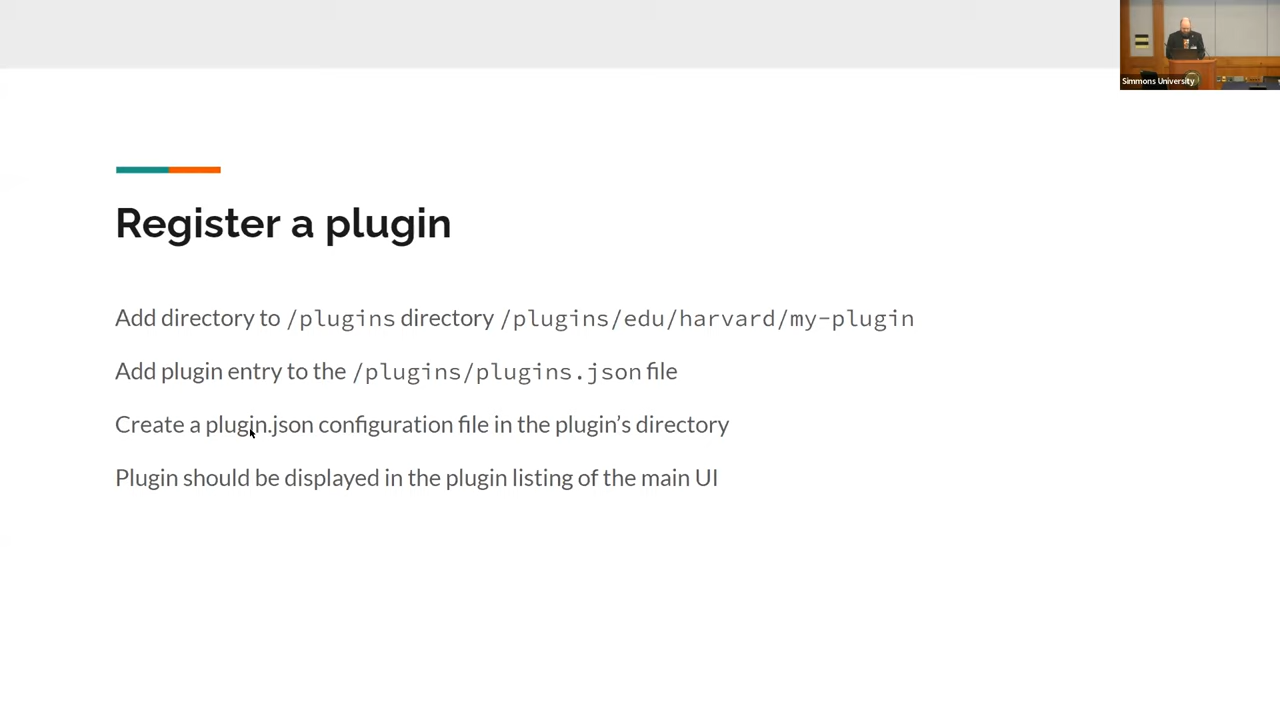 Simmons University
Register a plugin
Add directory to /plugins directory /plugins/edu/harvard/my-plugin
Add plugin entry to the /plugins/plugins.json file
Create a plugin.json configuration file in the plugin’s directory
Plugin should be displayed in the plugin listing of the main UI